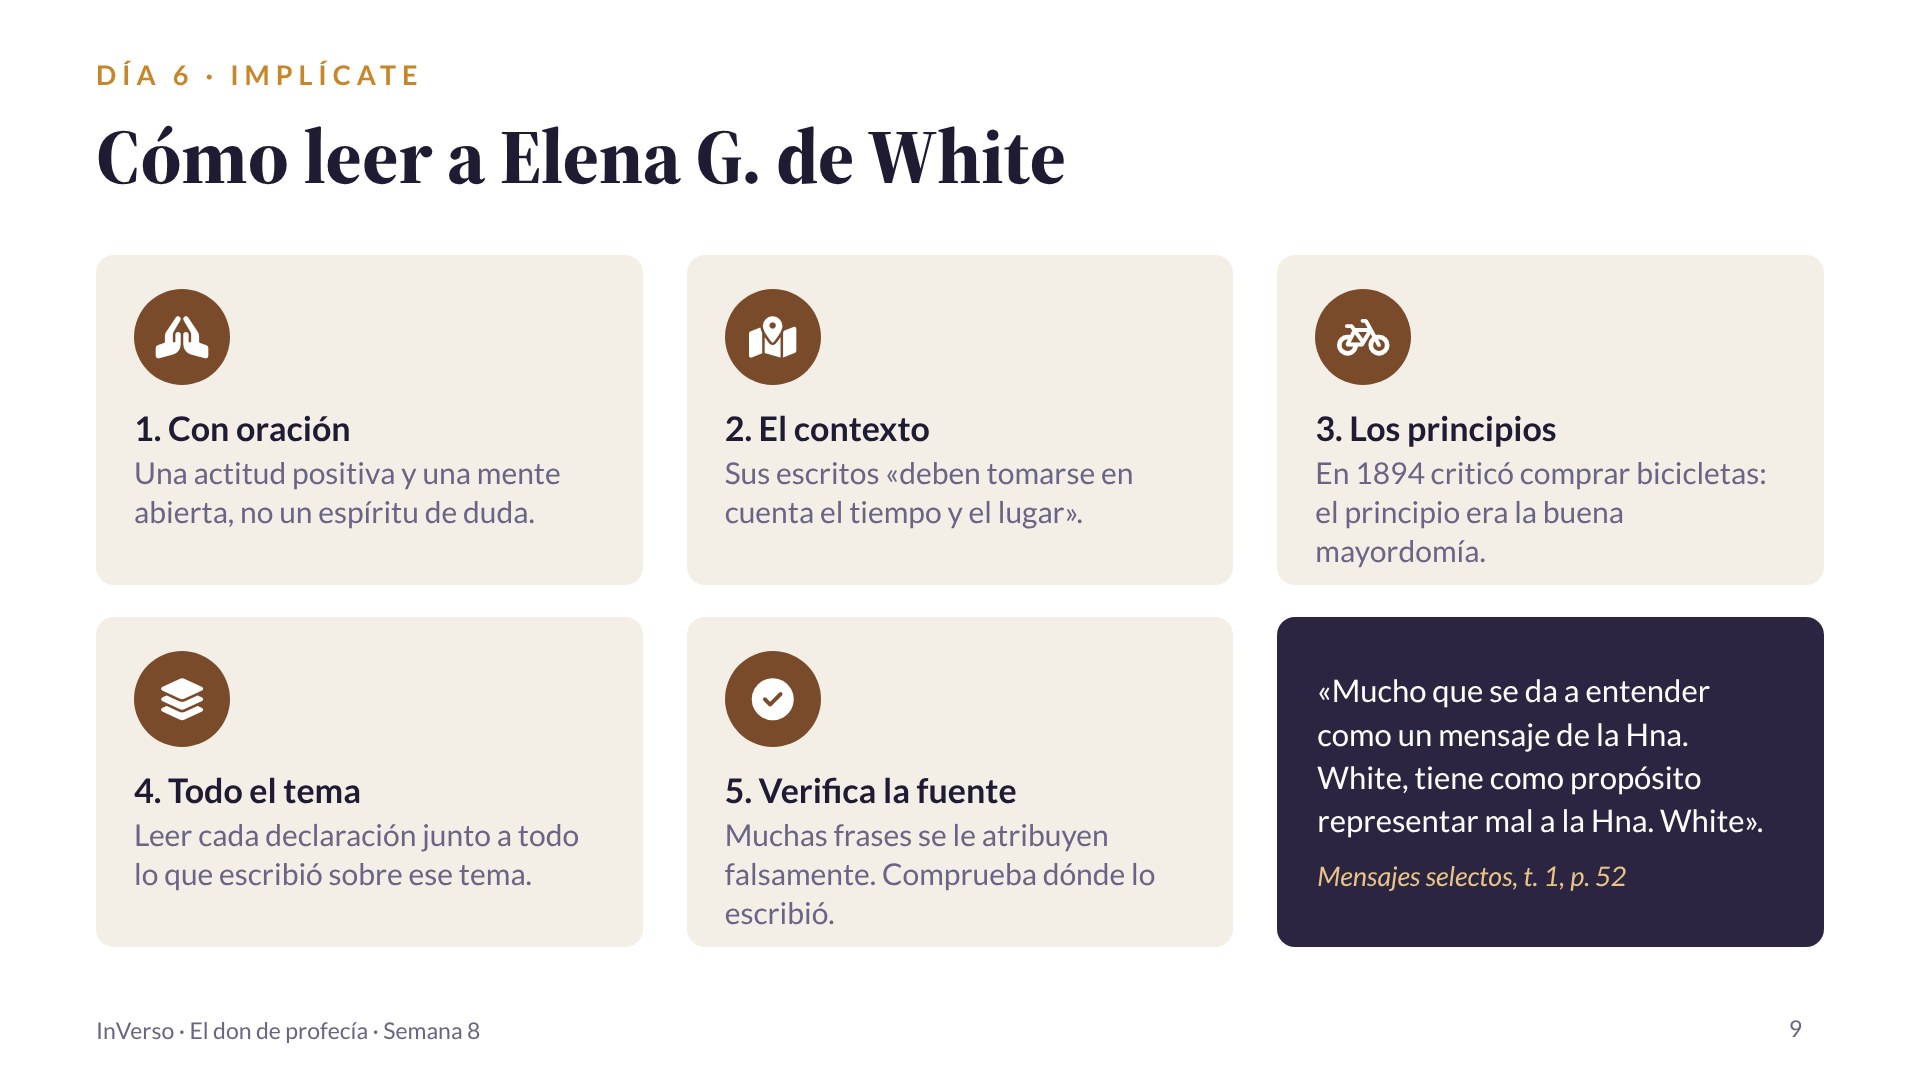 DÍA 6 · IMPLÍCATE
Cómo leer a Elena G. de White
1. Con oración
Una actitud positiva y una mente
abierta, no un espíritu de duda.
2. El contexto
Sus escritos «deben tomarse en
cuenta el tiempo y el lugar».
3. Los principios
En 1894 criticó comprar bicicletas:
el principio era la buena
mayordomía.
4. Todo el tema
Leer cada declaración junto a todo
lo que escribió sobre ese tema.
5. Verifica la fuente
Muchas frases se le atribuyen
falsamente. Comprueba dónde lo
escribió.
«Mucho que se da a entender
como un mensaje de la Hna.
White, tiene como propósito
representar mal a la Hna. White».
Mensajes selectos, t. 1, p. 52
InVerso · El don de profecía · Semana 8
9